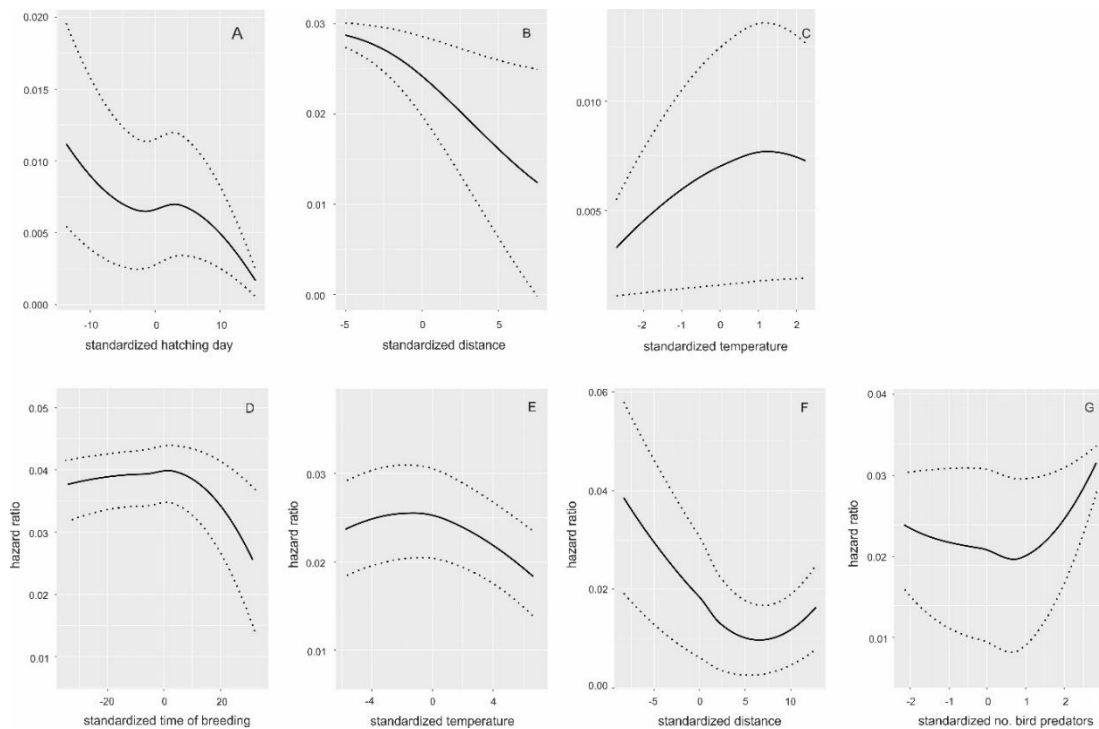 A
0.020
0.015
0.010
0.005
0.000
-10 0 10
standardized hatching day
B
0.03
0.02
0.01
0.00
-5 0 5
standardized distance
C
0.010
0.005
-2 -1 0 1 2
standardized temperature
D
0.05
0.04
0.03
0.02
0.01
hazard ratio
-20 0 20
standardized time of breeding
E
0.03
0.02
0.01
hazard ratio
-4 0 4
standardized temperature
F
0.06
0.04
0.02
0.00
hazard ratio
-5 0 5 10
standardized distance
G
0.04
0.03
0.02
0.01
hazard ratio
-2 -1 0 1 2
standardized no. bird predators